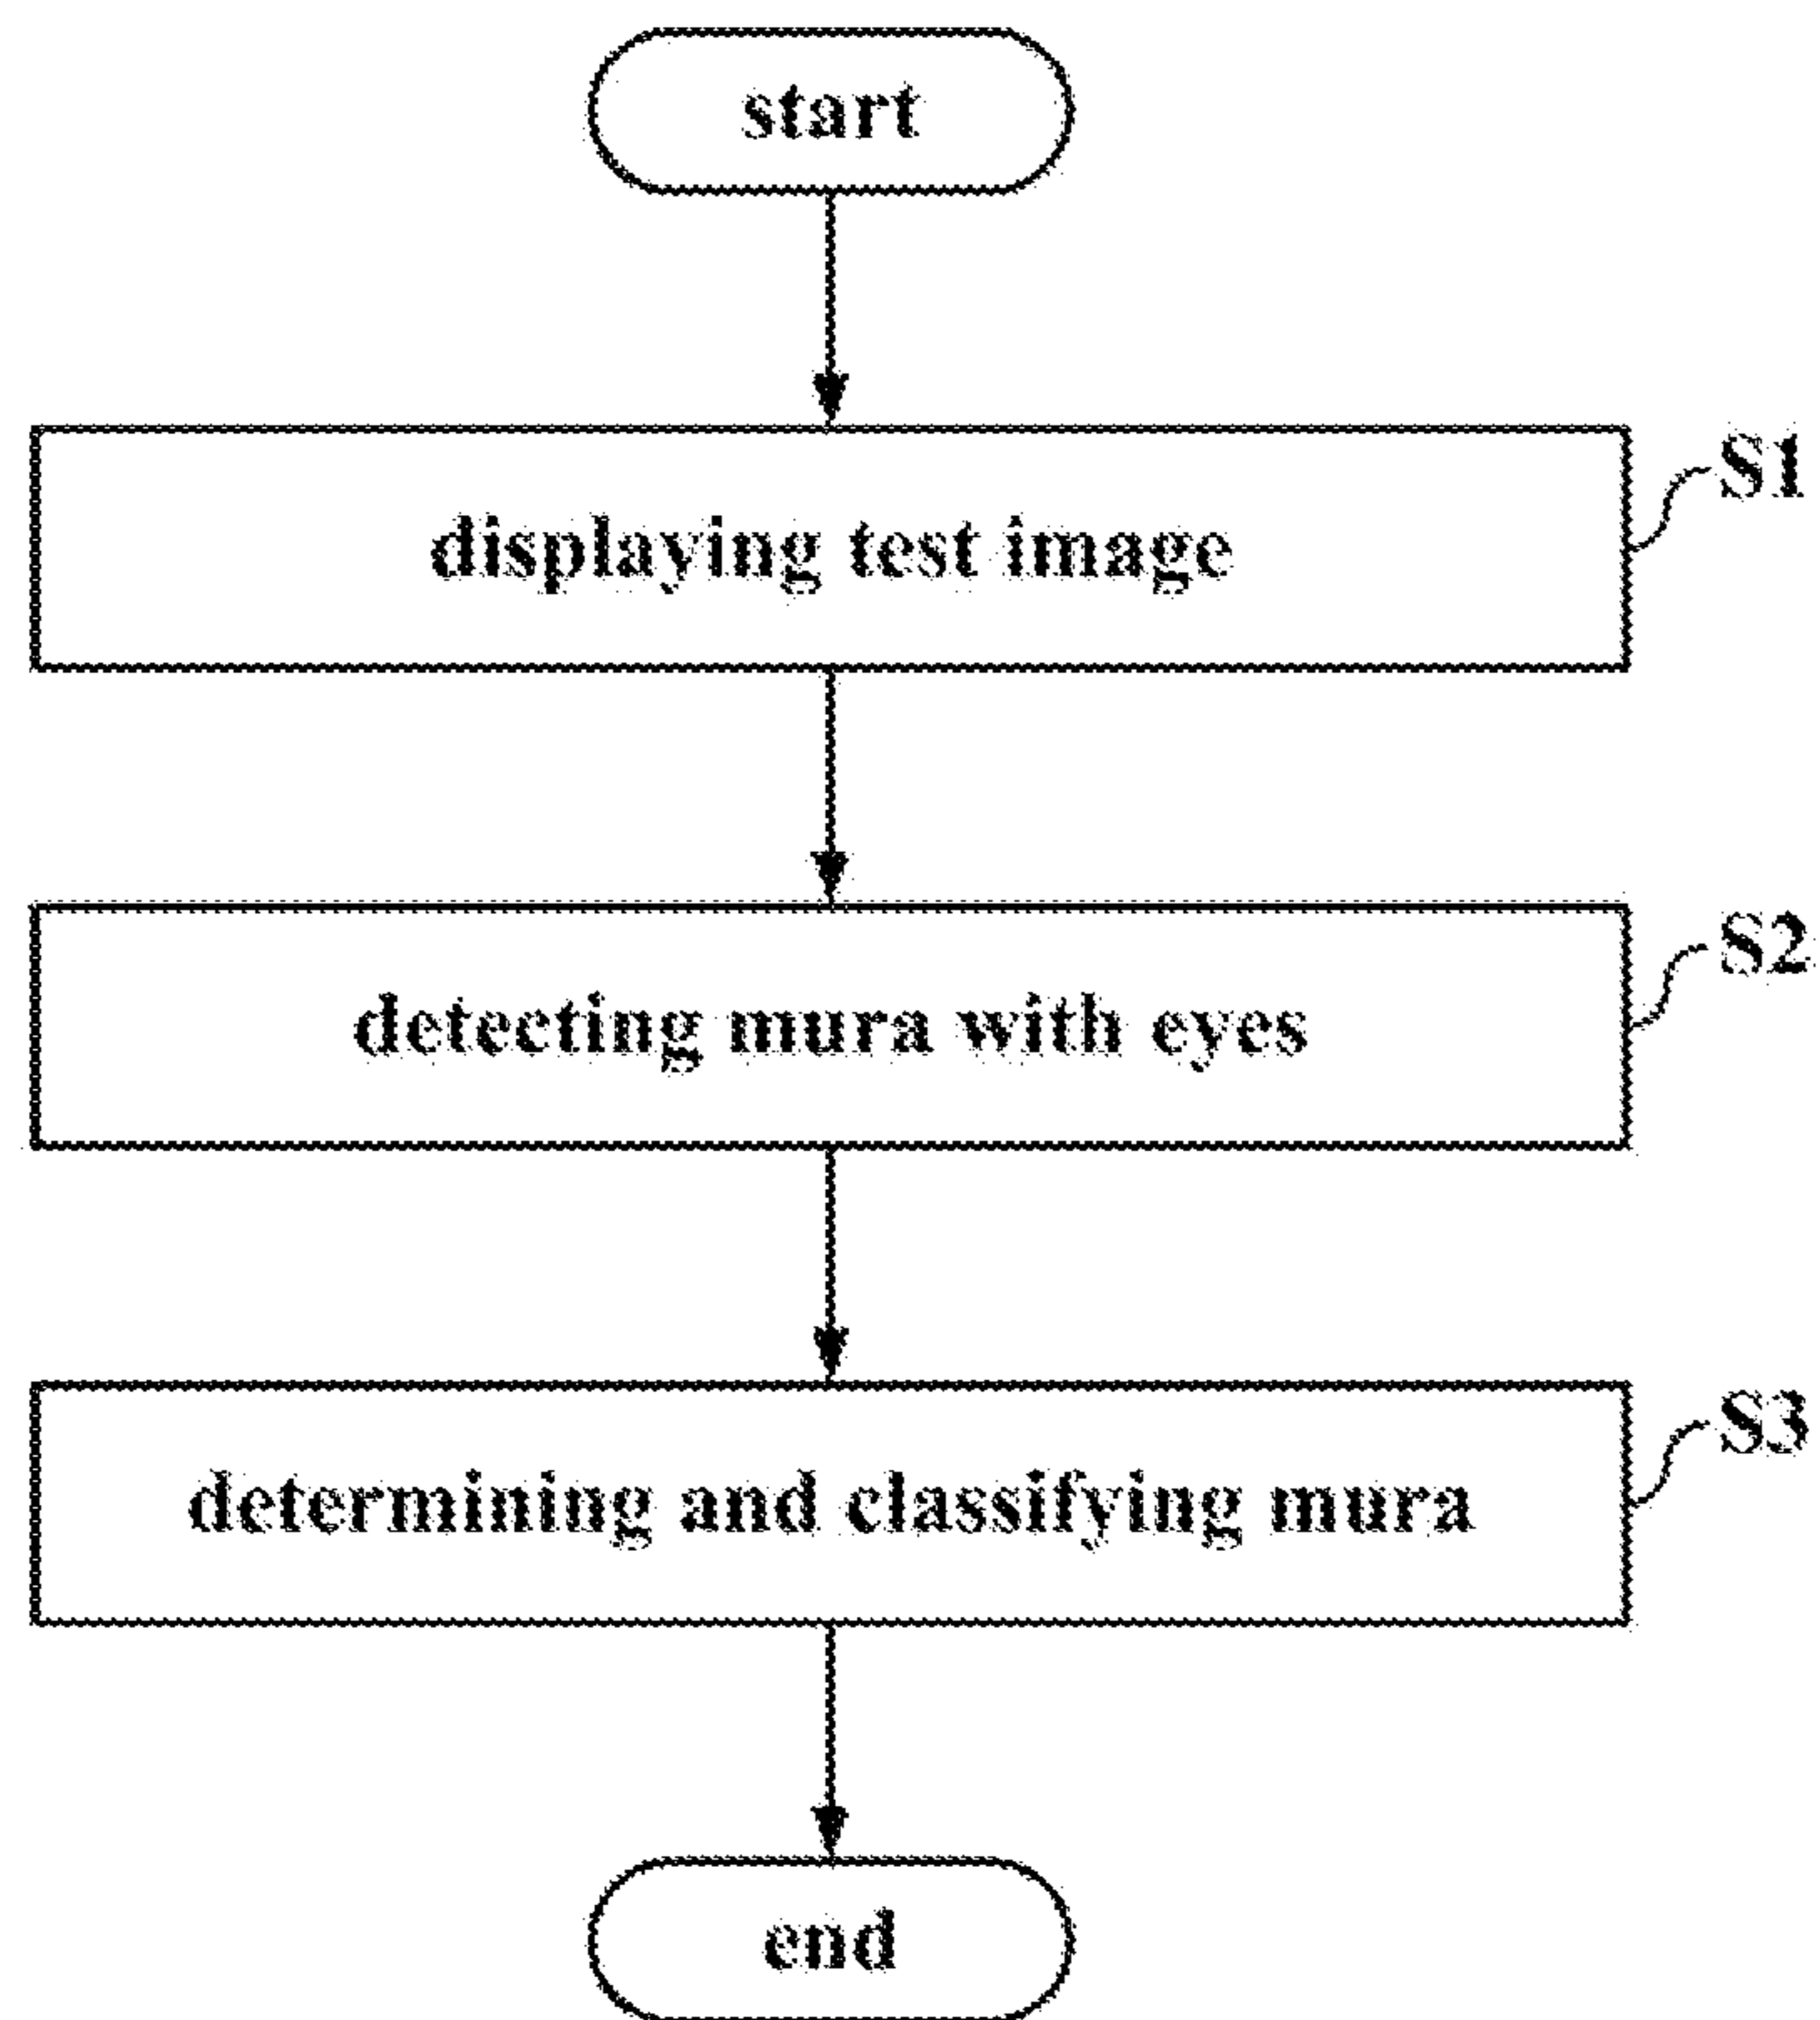 start
S1
displaying test image
S2
detecting mura with eyes
S3
determining and classifying mura
end